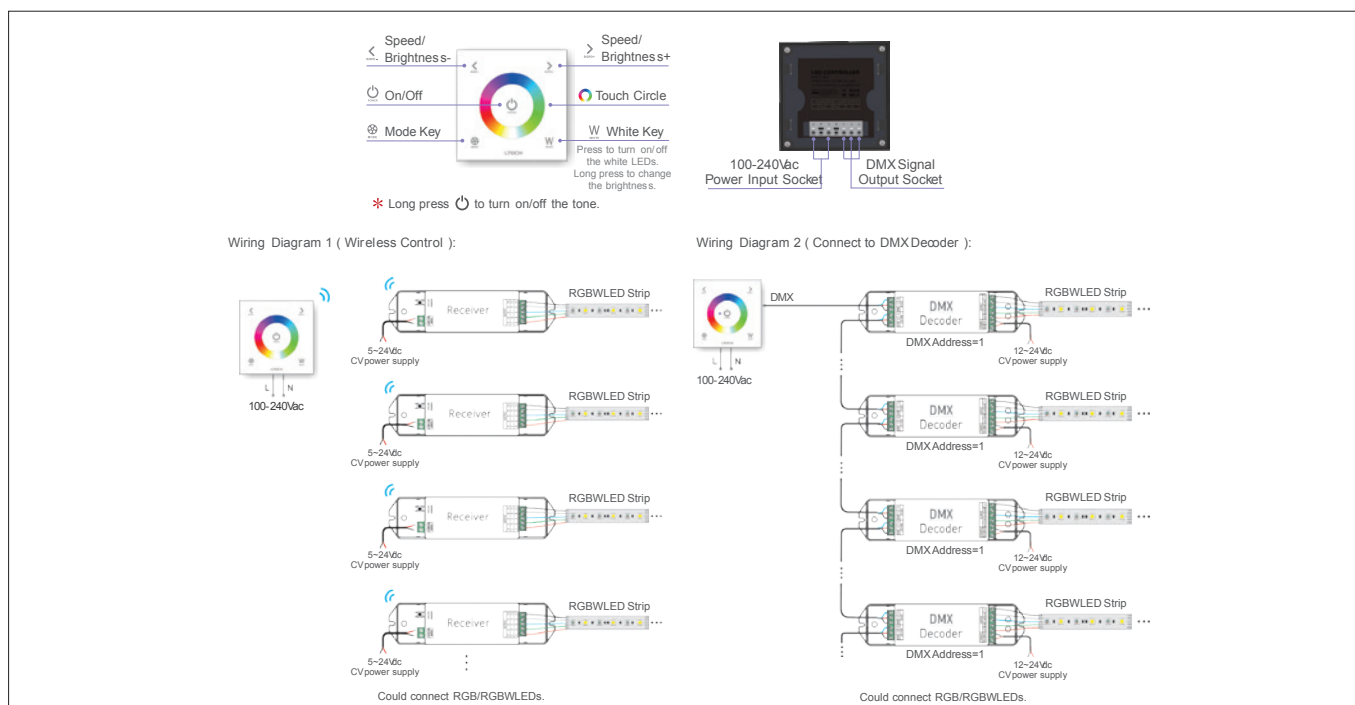 Speed/
Brightness-
Speed/
Brightness+
On/Off
Touch Circle
Mode Key
W White Key
Press to turn on/off
the white LEDs.
Long press to change
the brightness.
* Long press to turn on/off the tone.
100-240Vac
Power Input Socket
DMX Signal
Output Socket
Wiring Diagram 1 ( Wireless Control ):
L N
100-240Vac
Receiver
RGBWLED Strip
5~24Vdc
CV power supply
Receiver
RGBWLED Strip
5~24Vdc
CV power supply
Receiver
RGBWLED Strip
5~24Vdc
CV power supply
Receiver
RGBWLED Strip
5~24Vdc
CV power supply
Could connect RGB/RGBWLEDs.
Wiring Diagram 2 ( Connect to DMX Decoder ):
L N
100-240Vac
DMX
DMX
Decoder
DMX Address=1
RGBWLED Strip
12~24Vdc
CV power supply
DMX
Decoder
DMX Address=1
RGBWLED Strip
12~24Vdc
CV power supply
DMX
Decoder
DMX Address=1
RGBWLED Strip
12~24Vdc
CV power supply
DMX
Decoder
DMX Address=1
RGBWLED Strip
12~24Vdc
CV power supply
Could connect RGB/RGBWLEDs.